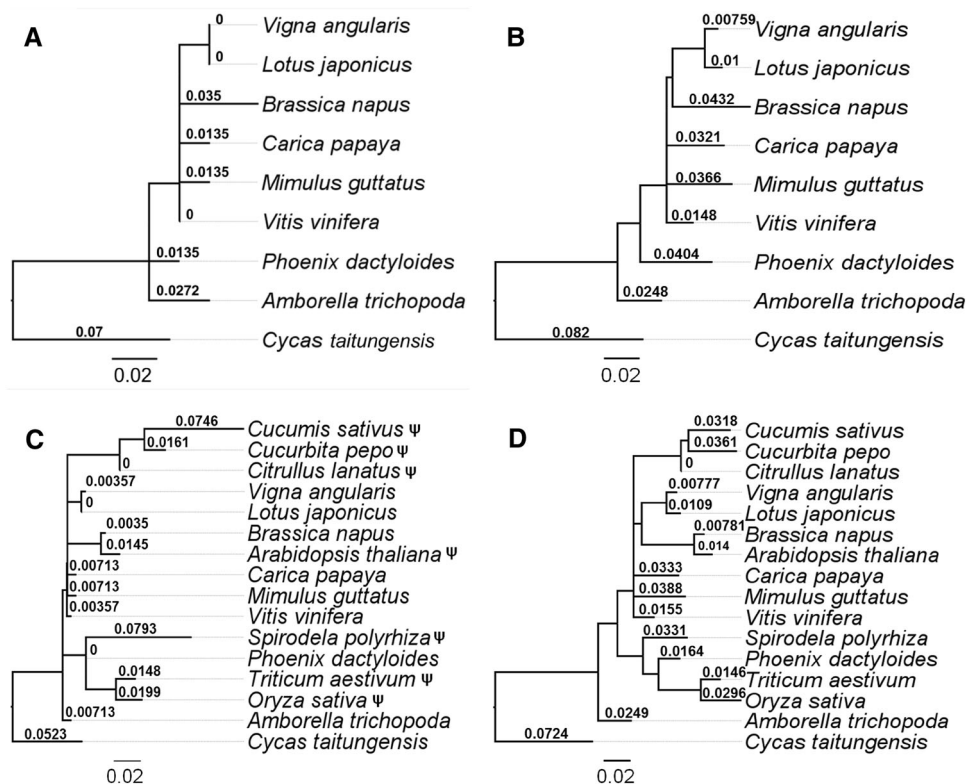 A
0
Vigna angularis
0
Lotus japonicus
0.035
Brassica napus
0.0135
Carica papaya
0.0135
Mimulus guttatus
0
Vitis vinifera
0.0135
Phoenix dactyloides
0.0272
Amborella trichopoda
0.07
Cycas taitungensis
0.02
B
0.00759
Vigna angularis
0.01
Lotus japonicus
0.0432
Brassica napus
0.0321
Carica papaya
0.0366
Mimulus guttatus
0.0148
Vitis vinifera
0.0404
Phoenix dactyloides
0.0248
Amborella trichopoda
0.082
Cycas taitungensis
0.02
C
0.0746
Cucumis sativus ψ
0.0161
Cucurbita pepo ψ
0
Citrullus lanatus ψ
0.00357
Vigna angularis
0
Lotus japonicus
0.0035
Brassica napus
0.0145
Arabidopsis thaliana ψ
0.00713
Carica papaya
0.00713
Mimulus guttatus
0.00357
Vitis vinifera
0.0793
Spirodela polyrhiza ψ
0
Phoenix dactyloides
0.0148
Triticum aestivum ψ
0.0199
Oryza sativa ψ
0.00713
Amborella trichopoda
0.0523
Cycas taitungensis
0.02
D
0.0318
Cucumis sativus
0.0361
Cucurbita pepo
0
Citrullus lanatus
0.00777
Vigna angularis
0.0109
Lotus japonicus
0.00781
Brassica napus
0.014
Arabidopsis thaliana
0.0333
Carica papaya
0.0388
Mimulus guttatus
0.0155
Vitis vinifera
0.0331
Spirodela polyrhiza
0.0164
Phoenix dactyloides
0.0146
Triticum aestivum
0.0296
Oryza sativa
0.0249
Amborella trichopoda
0.0724
Cycas taitungensis
0.02